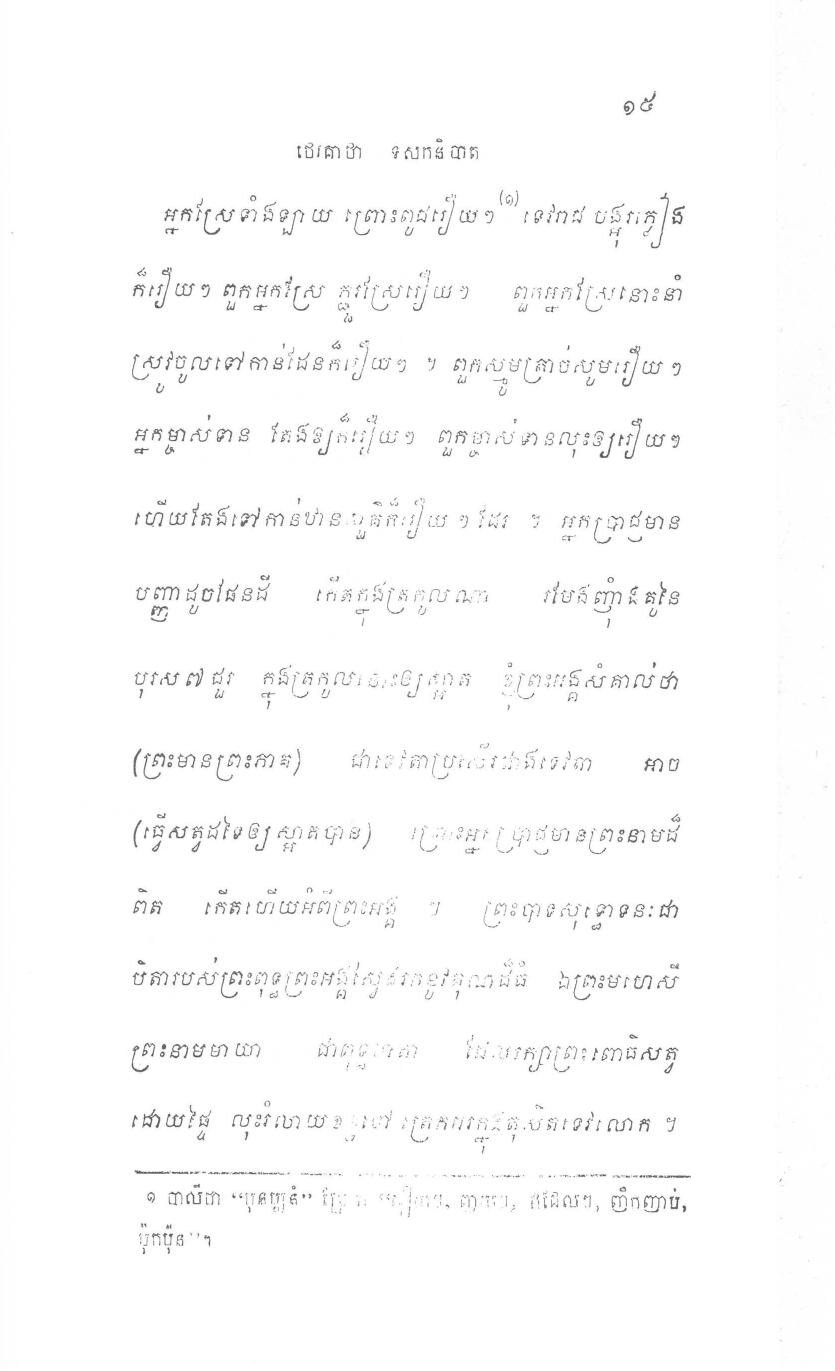 ១៥
ថេរគាថា ទសកនិបាត
អ្នកស្រែទាំងឡាយ ព្រោះពូជរឿយៗ(១) ទេវរាជ បង្អុរភ្លៀង
ក៏រឿយៗ ពួកអ្នកស្រែ ភ្ជួរស្រែរឿយៗ ពួកអ្នកស្រែនោះនាំ
ស្រូវចូលទៅកាន់ដែនក៏រឿយៗ ។ ពួកស្មូមត្រាច់សូមរឿយៗ
អ្នកម្ចាស់ទាន តែងឲ្យក៏រឿយៗ ពួកម្ចាស់ទានលុះឲ្យរឿយៗ
ហើយតែងទៅកាន់ឋានសួគ៌ក៏រឿយៗ ដែរ ។ អ្នកប្រាជ្ញមាន
បញ្ញាដូចផែនដី កើតក្នុងត្រកូលណា រមែងញុំាងគូនៃ
បុរស៧ជួរ ក្នុងត្រកូលនោះឲ្យស្អាត ខ្ញុំព្រះអង្គសំគាល់ថា
(ព្រះមានព្រះភាគ) ជាទេវតាប្រសើរជាងទេវតា អាច
(ធ្វើសត្វដទៃឲ្យស្អាតបាន) ព្រោះអ្នកប្រាជ្ញមានព្រះនាមដ៏
ពិត កើតហើយអំពីព្រះអង្គ ។ ព្រះបាទសុទ្ធោទនៈជា
បិតារបស់ព្រះពុទ្ធព្រះអង្គស្វែងរកនូវគុណដ៏ធំ ឯព្រះមហេសី
ព្រះនាមមាយា ជាពុទ្ធមាតា ដែលរក្សាព្រះពោធិសត្វ
ដោយផ្ទៃ លុះរំលាយខន្ធទៅ ត្រេកអរក្នុងតុសិតទេវលោក ។
១ បាលីថា “បុនប្បុនំ” ប្រែថា រឿយៗ, ញយៗ, ដដែលៗ, ញឹកញាប់,
ប៉ុកប៉ុន” ។